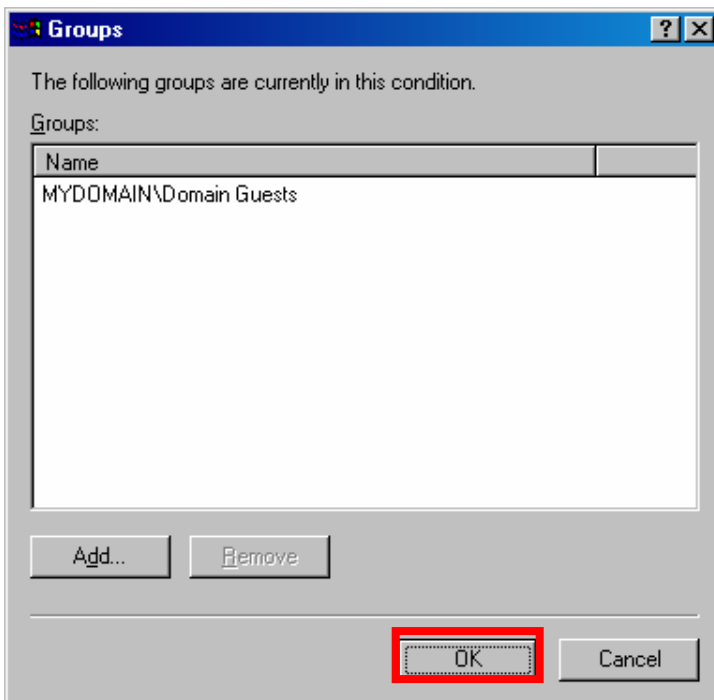 Groups
The following groups are currently in this condition.
Groups:
Name
MYDOMAIN\Domain Guests
Add... Remove
OK Cancel